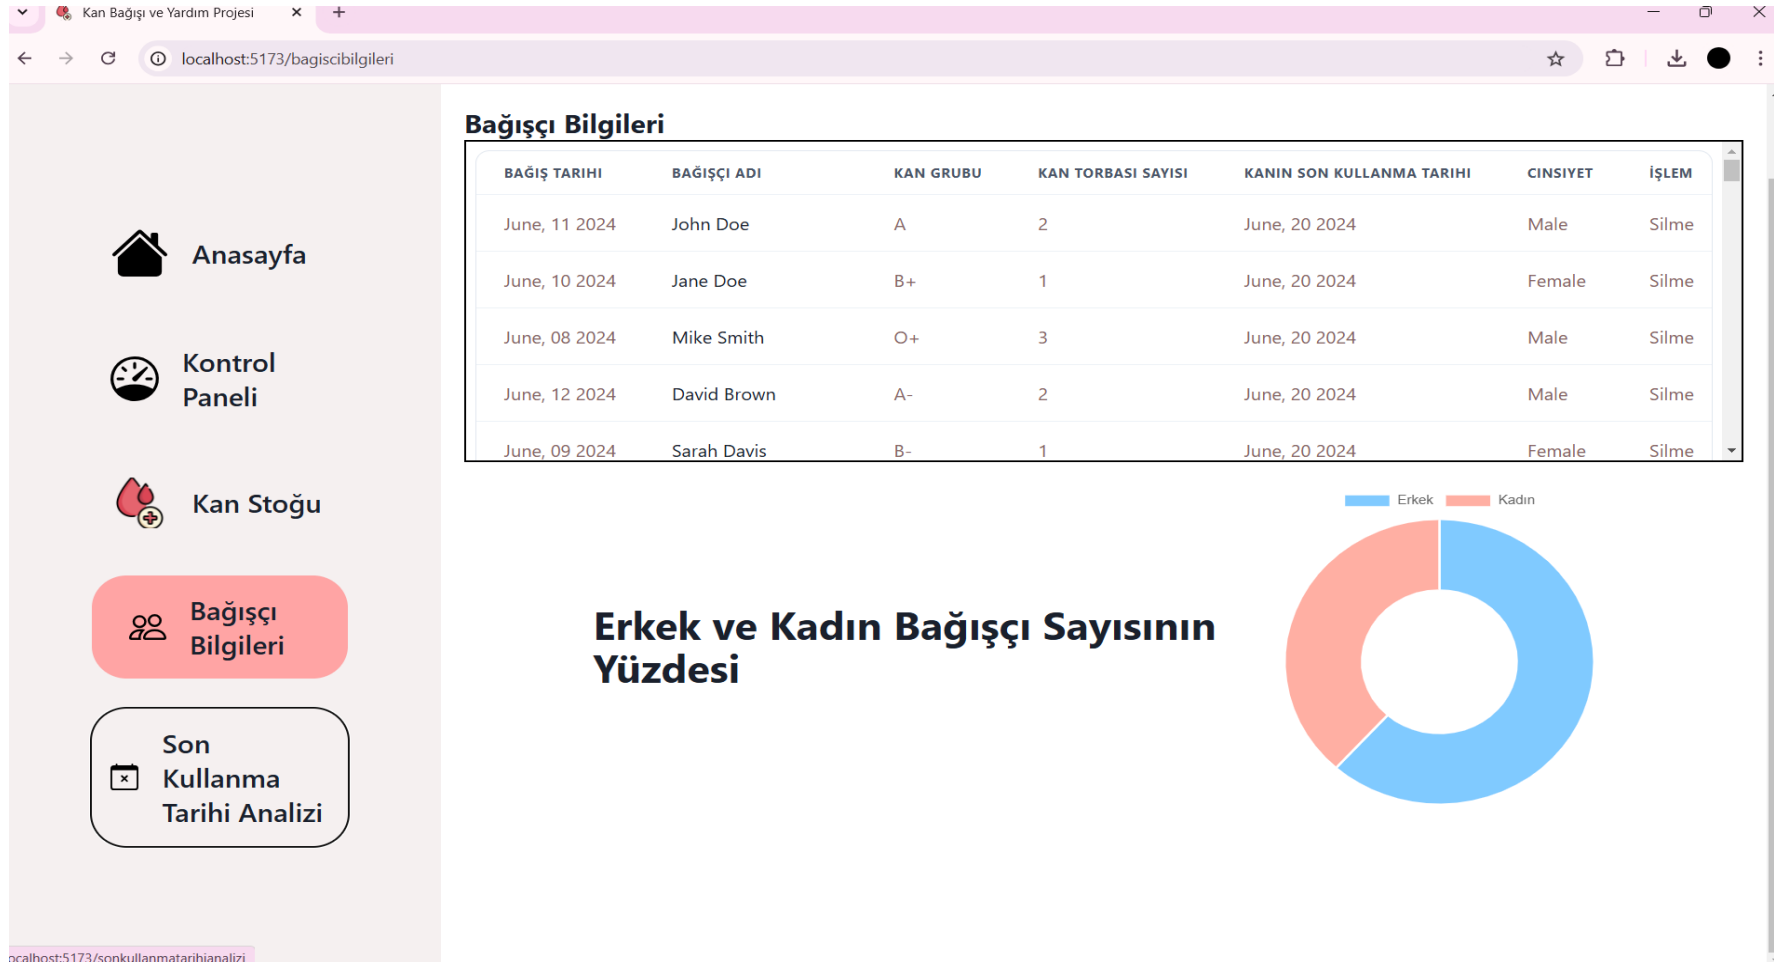 Kan Bağışı ve Yardım Projesi
localhost:5173/bagiscibilgileri
Anasayfa
Kontrol
Paneli
Kan Stoğu
Bağışçı
Bilgileri
Son
Kullanma
Tarihi Analizi
Bağışçı Bilgileri
BAĞIŞ TARIHI BAĞIŞÇI ADI KAN GRUBU KAN TORBASI SAYISI KANIN SON KULLANMA TARIHI CINSIYET İŞLEM
June, 11 2024 John Doe A 2 June, 20 2024 Male Silme
June, 10 2024 Jane Doe B+ 1 June, 20 2024 Female Silme
June, 08 2024 Mike Smith O+ 3 June, 20 2024 Male Silme
June, 12 2024 David Brown A- 2 June, 20 2024 Male Silme
June, 09 2024 Sarah Davis B- 1 June, 20 2024 Female Silme
Erkek Kadın
Erkek ve Kadın Bağışçı Sayısının
Yüzdesi
ocalhost:5173/sonkullanmatarihianalizi